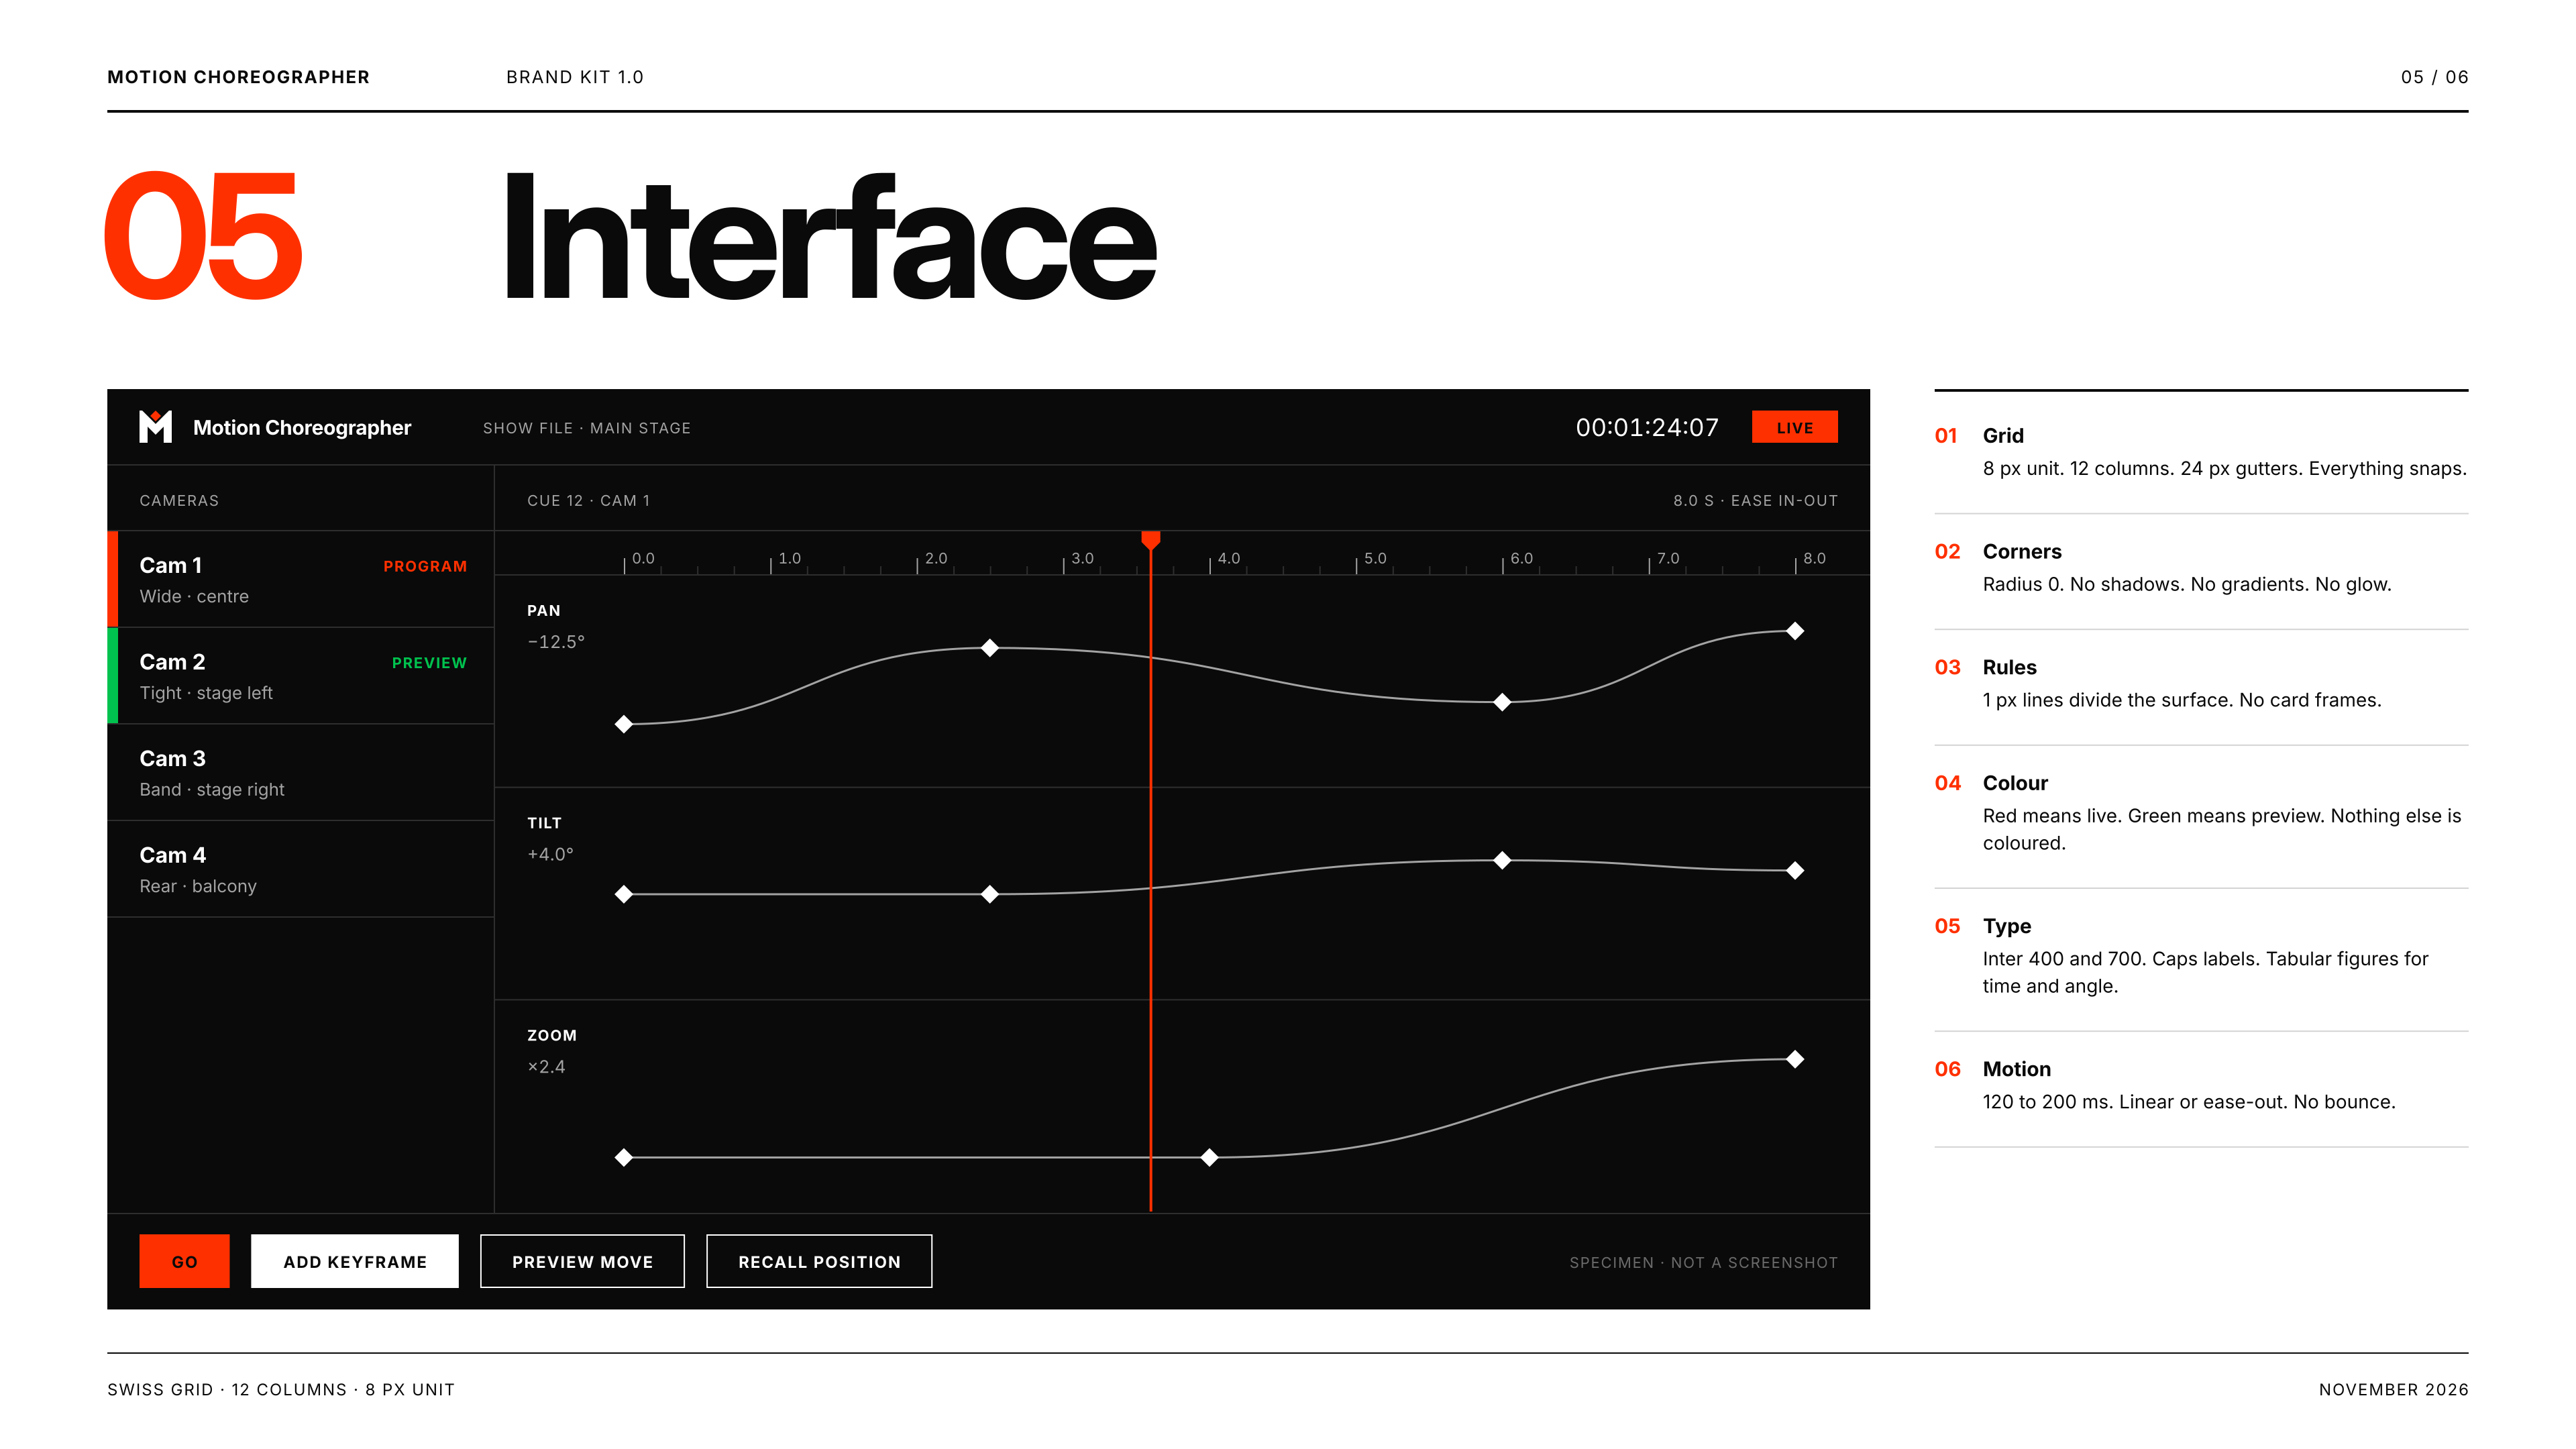 MOTION CHOREOGRAPHER
BRAND KIT 1.0
05 / 06
05
Interface
Motion Choreographer
SHOW FILE · MAIN STAGE
00:01:24:07
LIVE
CAMERAS
Cam 1
PROGRAM
Wide · centre
Cam 2
PREVIEW
Tight · stage left
Cam 3
Band · stage right
Cam 4
Rear · balcony
CUE 12 · CAM 1
8.0 S · EASE IN-OUT
0.0 1.0 2.0 3.0 4.0 5.0 6.0 7.0 8.0
PAN
−12.5°
TILT
+4.0°
ZOOM
×2.4
GO
ADD KEYFRAME
PREVIEW MOVE
RECALL POSITION
SPECIMEN · NOT A SCREENSHOT
01 Grid
8 px unit. 12 columns. 24 px gutters. Everything snaps.
02 Corners
Radius 0. No shadows. No gradients. No glow.
03 Rules
1 px lines divide the surface. No card frames.
04 Colour
Red means live. Green means preview. Nothing else is
coloured.
05 Type
Inter 400 and 700. Caps labels. Tabular figures for
time and angle.
06 Motion
120 to 200 ms. Linear or ease-out. No bounce.
SWISS GRID · 12 COLUMNS · 8 PX UNIT
NOVEMBER 2026